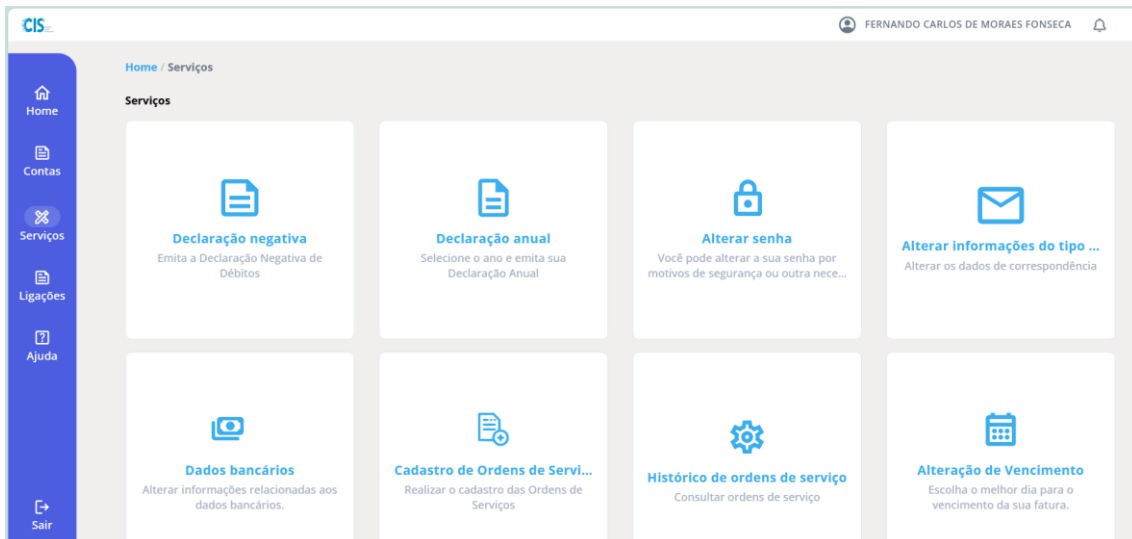 CIS
FERNANDO CARLOS DE MORAES FONSECA
Home / Serviços
Serviços
Home
Contas
Serviços
Ligações
Ajuda
Sair
Declaração negativa
Emita a Declaração Negativa de
Débitos
Declaração anual
Selecione o ano e emita sua
Declaração Anual
Alterar senha
Você pode alterar a sua senha por
motivos de segurança ou outra nece...
Alterar informações do tipo ...
Alterar os dados de correspondência
Dados bancários
Alterar informações relacionadas aos
dados bancários.
Cadastro de Ordens de Servi...
Realizar o cadastro das Ordens de
Serviços
Histórico de ordens de serviço
Consultar ordens de serviço
Alteração de Vencimento
Escolha o melhor dia para o
vencimento da sua fatura.